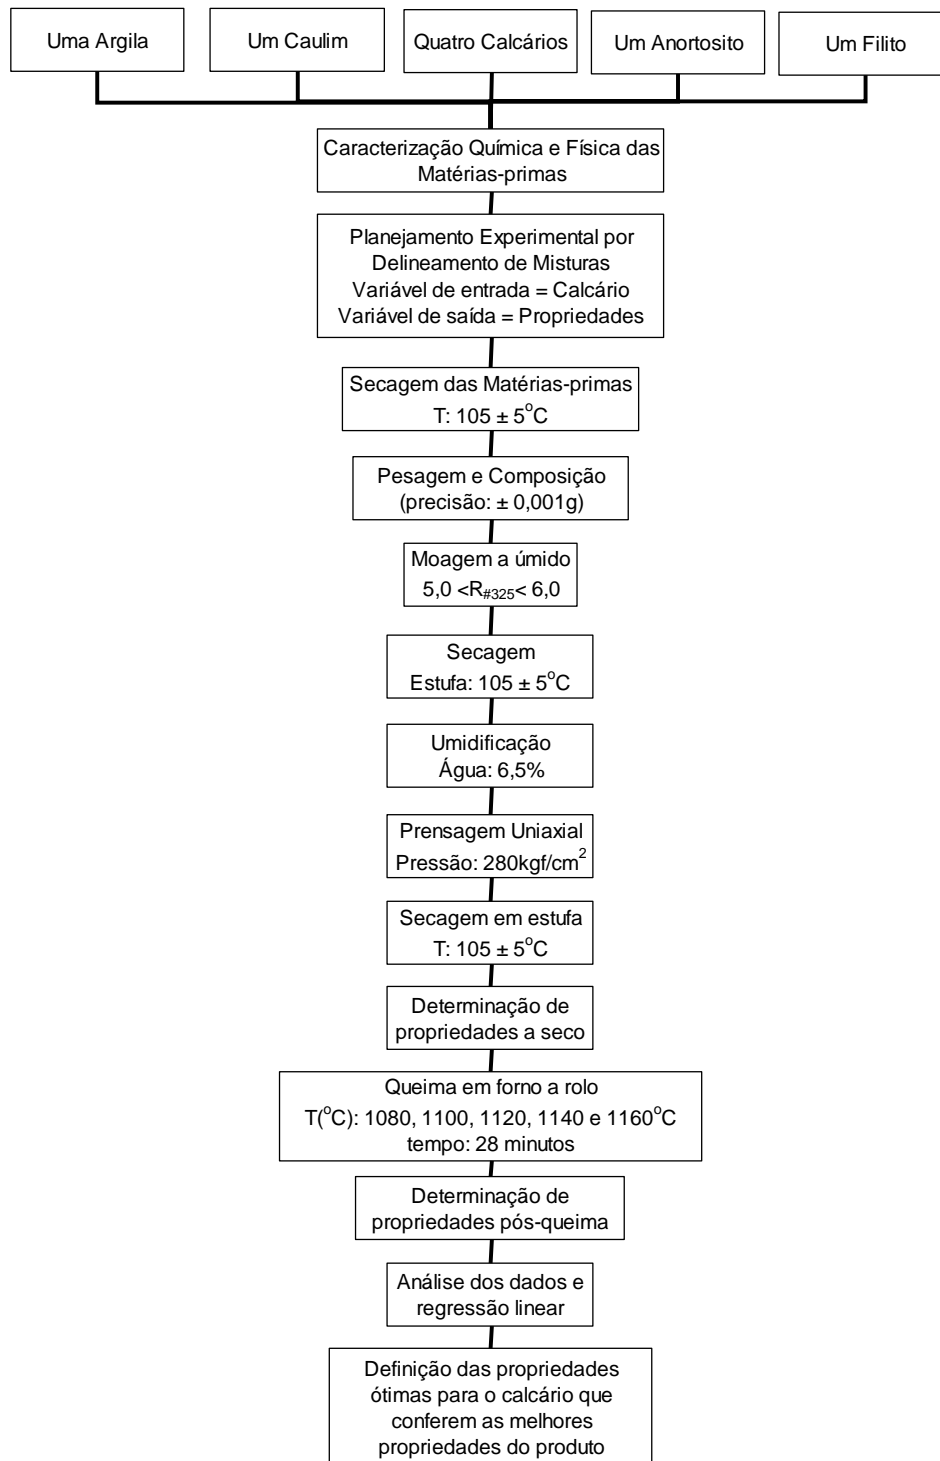 Uma Argila
Um Caulim
Quatro Calcários
Um Anortosito
Um Filito
Caracterização Química e Física das
Matérias-primas
Planejamento Experimental por
Delineamento de Misturas
Variável de entrada = Calcário
Variável de saída = Propriedades
Secagem das Matérias-primas
T: 105 ± 5°C
Pesagem e Composição
(precisão: ± 0,001g)
Moagem a úmido
5,0 <R#325< 6,0
Secagem
Estufa: 105 ± 5°C
Umidificação
Água: 6,5%
Prensagem Uniaxial
Pressão: 280kgf/cm²
Secagem em estufa
T: 105 ± 5°C
Determinação de
propriedades a seco
Queima em forno a rolo
T(°C): 1080, 1100, 1120, 1140 e 1160°C
tempo: 28 minutos
Determinação de
propriedades pós-queima
Análise dos dados e
regressão linear
Definição das propriedades
ótimas para o calcário que
conferem as melhores
propriedades do produto